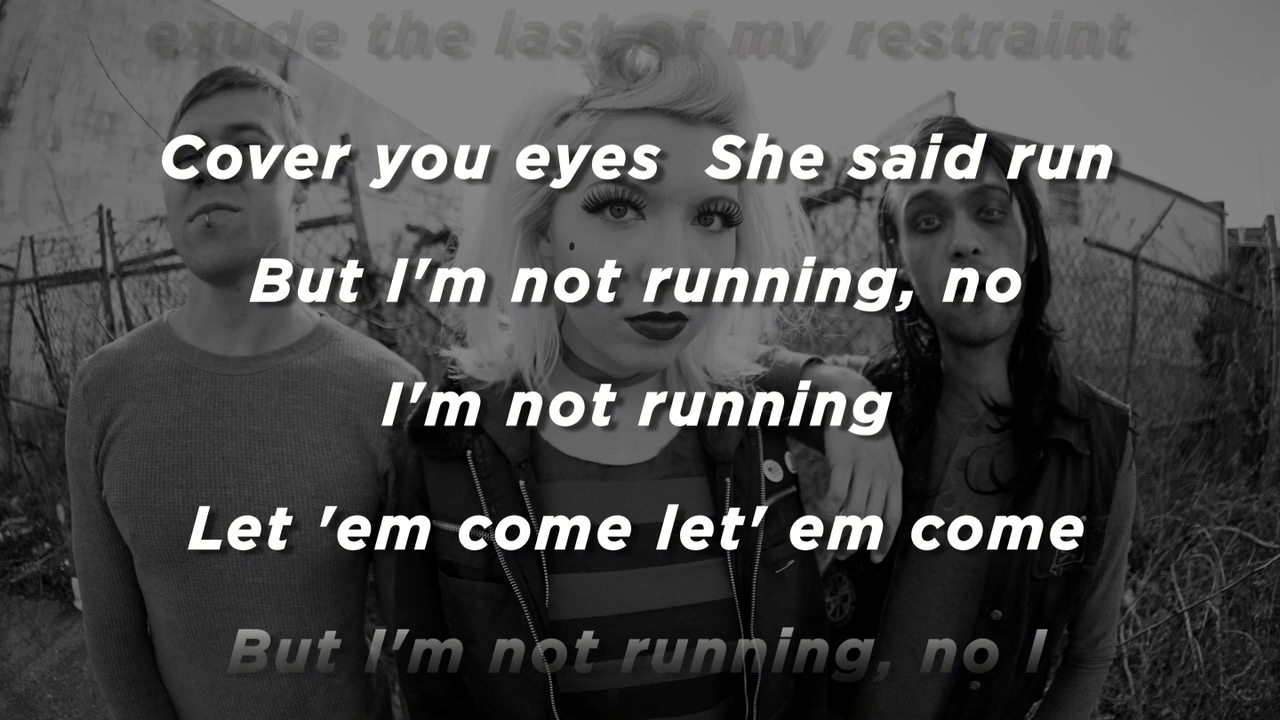 exude the last of my restraint
Cover you eyes  She said run
But I'm not running, no
I'm not running
Let 'em come let' em come
But I'm not running, no I